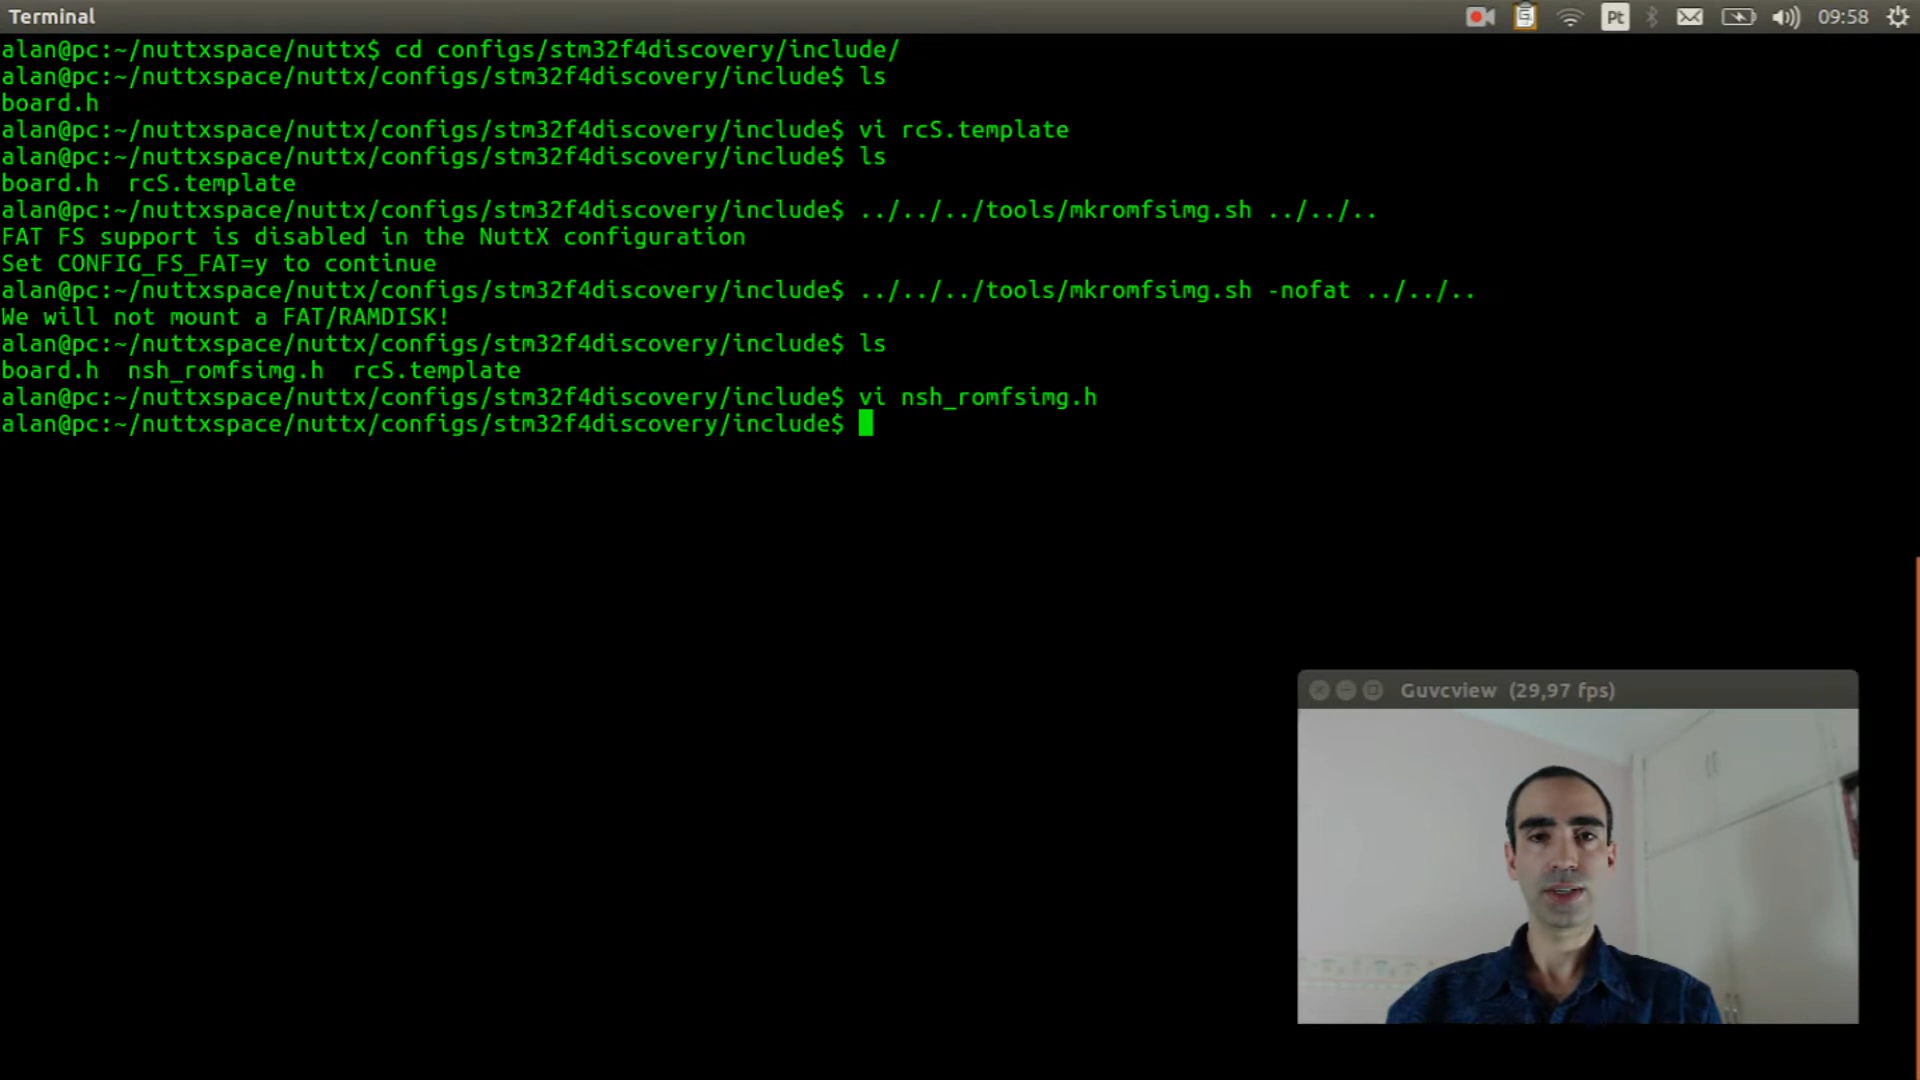 Terminal
Pt
09:58
alan@pc:~/nuttxspace/nuttx$ cd configs/stm32f4discovery/include/
alan@pc:~/nuttxspace/nuttx/configs/stm32f4discovery/include$ ls
board.h
alan@pc:~/nuttxspace/nuttx/configs/stm32f4discovery/include$ vi rcS.template
alan@pc:~/nuttxspace/nuttx/configs/stm32f4discovery/include$ ls
board.h  rcS.template
alan@pc:~/nuttxspace/nuttx/configs/stm32f4discovery/include$ ../../../tools/mkromfsimg.sh ../../..
FAT FS support is disabled in the NuttX configuration
Set CONFIG_FS_FAT=y to continue
alan@pc:~/nuttxspace/nuttx/configs/stm32f4discovery/include$ ../../../tools/mkromfsimg.sh -nofat ../../..
We will not mount a FAT/RAMDISK!
alan@pc:~/nuttxspace/nuttx/configs/stm32f4discovery/include$ ls
board.h  nsh_romfsimg.h  rcS.template
alan@pc:~/nuttxspace/nuttx/configs/stm32f4discovery/include$ vi nsh_romfsimg.h
alan@pc:~/nuttxspace/nuttx/configs/stm32f4discovery/include$
Guvcview (29,97 fps)